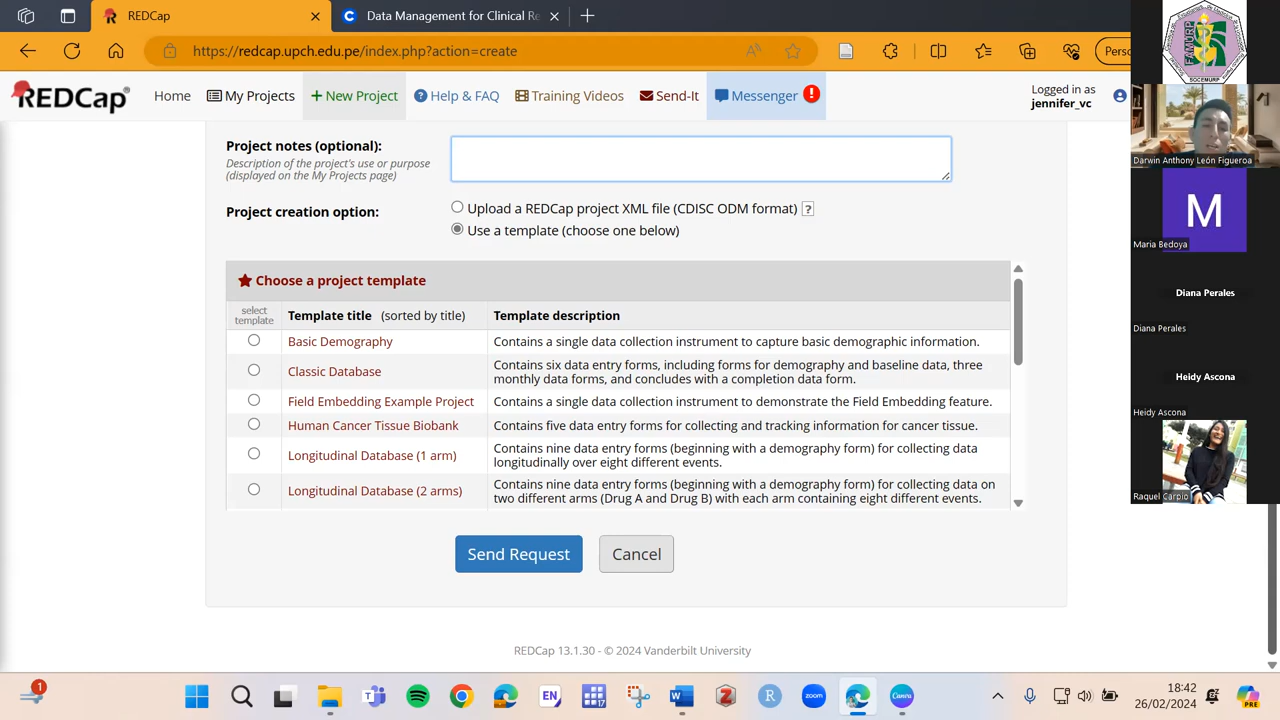 REDCap
Data Management for Clinical Re
https://redcap.upch.edu.pe/index.php?action=create
Perso
REDCap
Home
My Projects
+ New Project
Help & FAQ
Training Videos
Send-It
Messenger
Logged in as
jennifer_vc
Project notes (optional):
Description of the project's use or purpose
(displayed on the My Projects page)
Project creation option:
Upload a REDCap project XML file (CDISC ODM format) ?
Use a template (choose one below)
Choose a project template
select
template
Template title (sorted by title)
Template description
Basic Demography
Contains a single data collection instrument to capture basic demographic information.
Classic Database
Contains six data entry forms, including forms for demography and baseline data, three
monthly data forms, and concludes with a completion data form.
Field Embedding Example Project
Contains a single data collection instrument to demonstrate the Field Embedding feature.
Human Cancer Tissue Biobank
Contains five data entry forms for collecting and tracking information for cancer tissue.
Longitudinal Database (1 arm)
Contains nine data entry forms (beginning with a demography form) for collecting data
longitudinally over eight different events.
Longitudinal Database (2 arms)
Contains nine data entry forms (beginning with a demography form) for collecting data on
two different arms (Drug A and Drug B) with each arm containing eight different events.
Send Request
Cancel
REDCap 13.1.30 - © 2024 Vanderbilt University
FAMURP
SOCEMURP
Darwin Anthony León Figueroa
M
Maria Bedoya
Diana Perales
Diana Perales
Heidy Ascona
Heidy Ascona
Raquel Carpio
1
EN
17
W
Z
R
zoom
Canva
18:42
26/02/2024
PRE